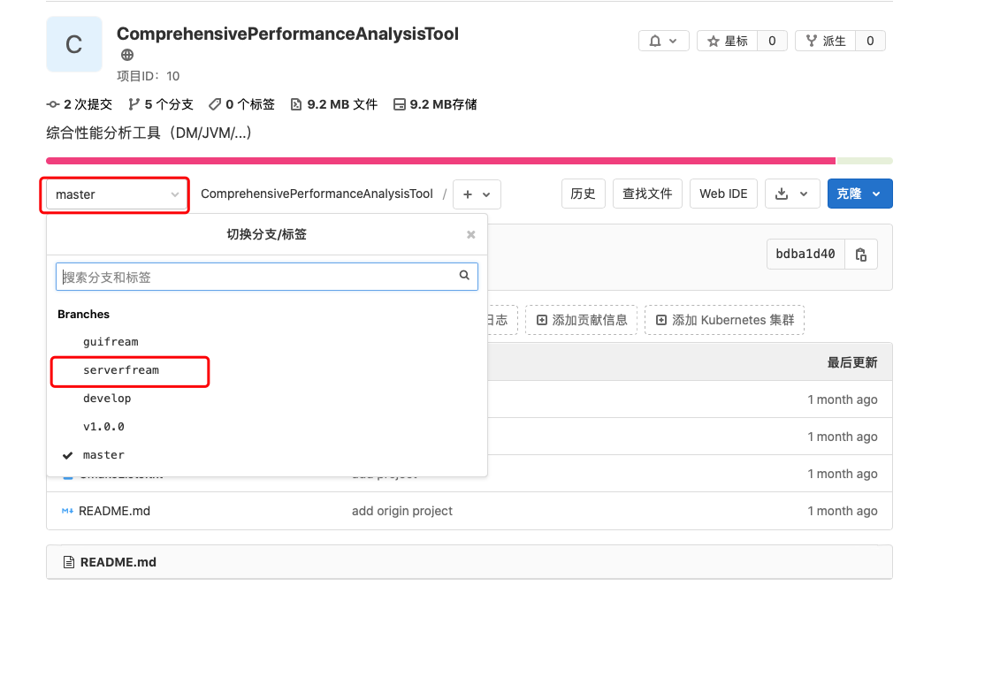 C
ComprehensivePerformanceAnalysisTool
项目ID: 10
星标 0
派生 0
2 次提交 5 个分支 0 个标签 9.2 MB 文件 9.2 MB存储
综合性能分析工具（DM/JVM/...)
master ComprehensivePerformanceAnalysisTool / + 历史 查找文件 Web IDE 克隆
切换分支/标签
bdba1d40
搜索分支和标签
Branches
日志 添加贡献信息 添加 Kubernetes 集群
guifream
serverfream
最后更新
develop
1 month ago
v1.0.0
1 month ago
master
1 month ago
README.md add origin project 1 month ago
README.md